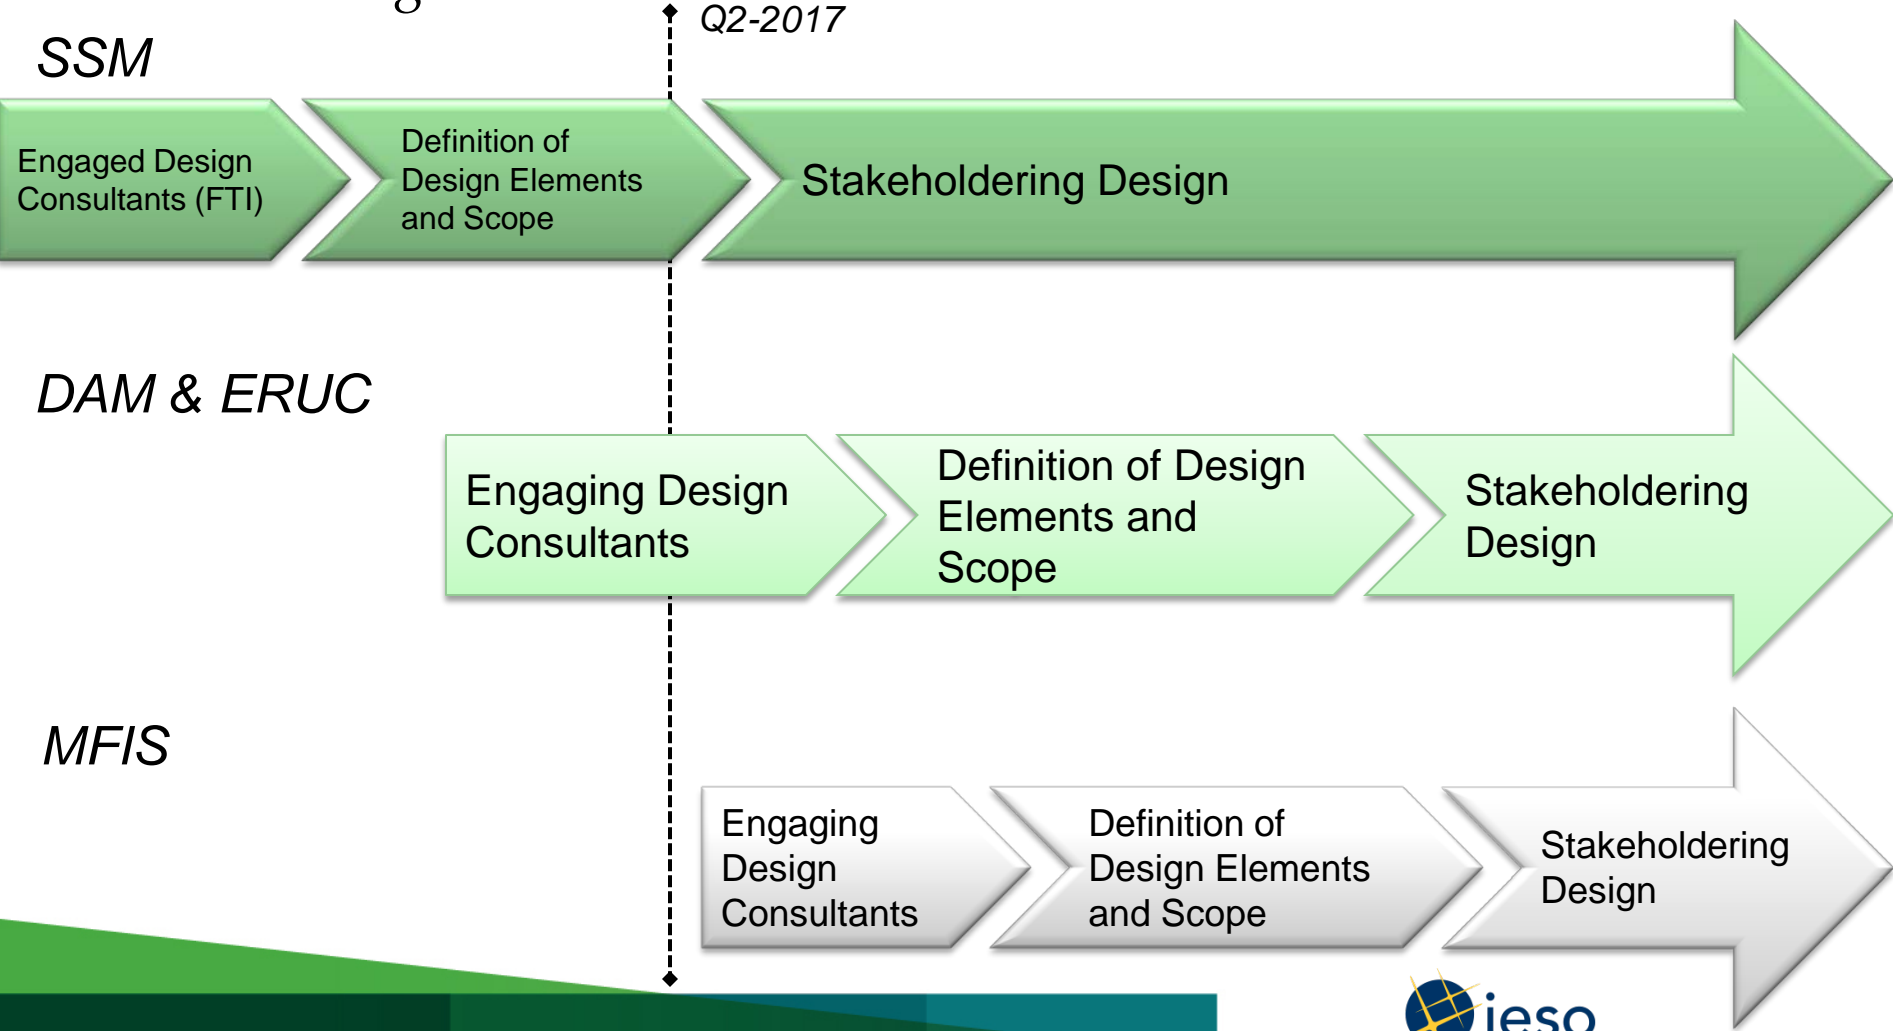 Q2-2017
SSM
Engaged Design
Consultants (FTI)
Definition of
Design Elements
and Scope
Stakeholdering Design
DAM & ERUC
Engaging Design
Consultants
Definition of Design
Elements and
Scope
Stakeholdering
Design
MFIS
Engaging
Design
Consultants
Definition of
Design Elements
and Scope
Stakeholdering
Design
ieso